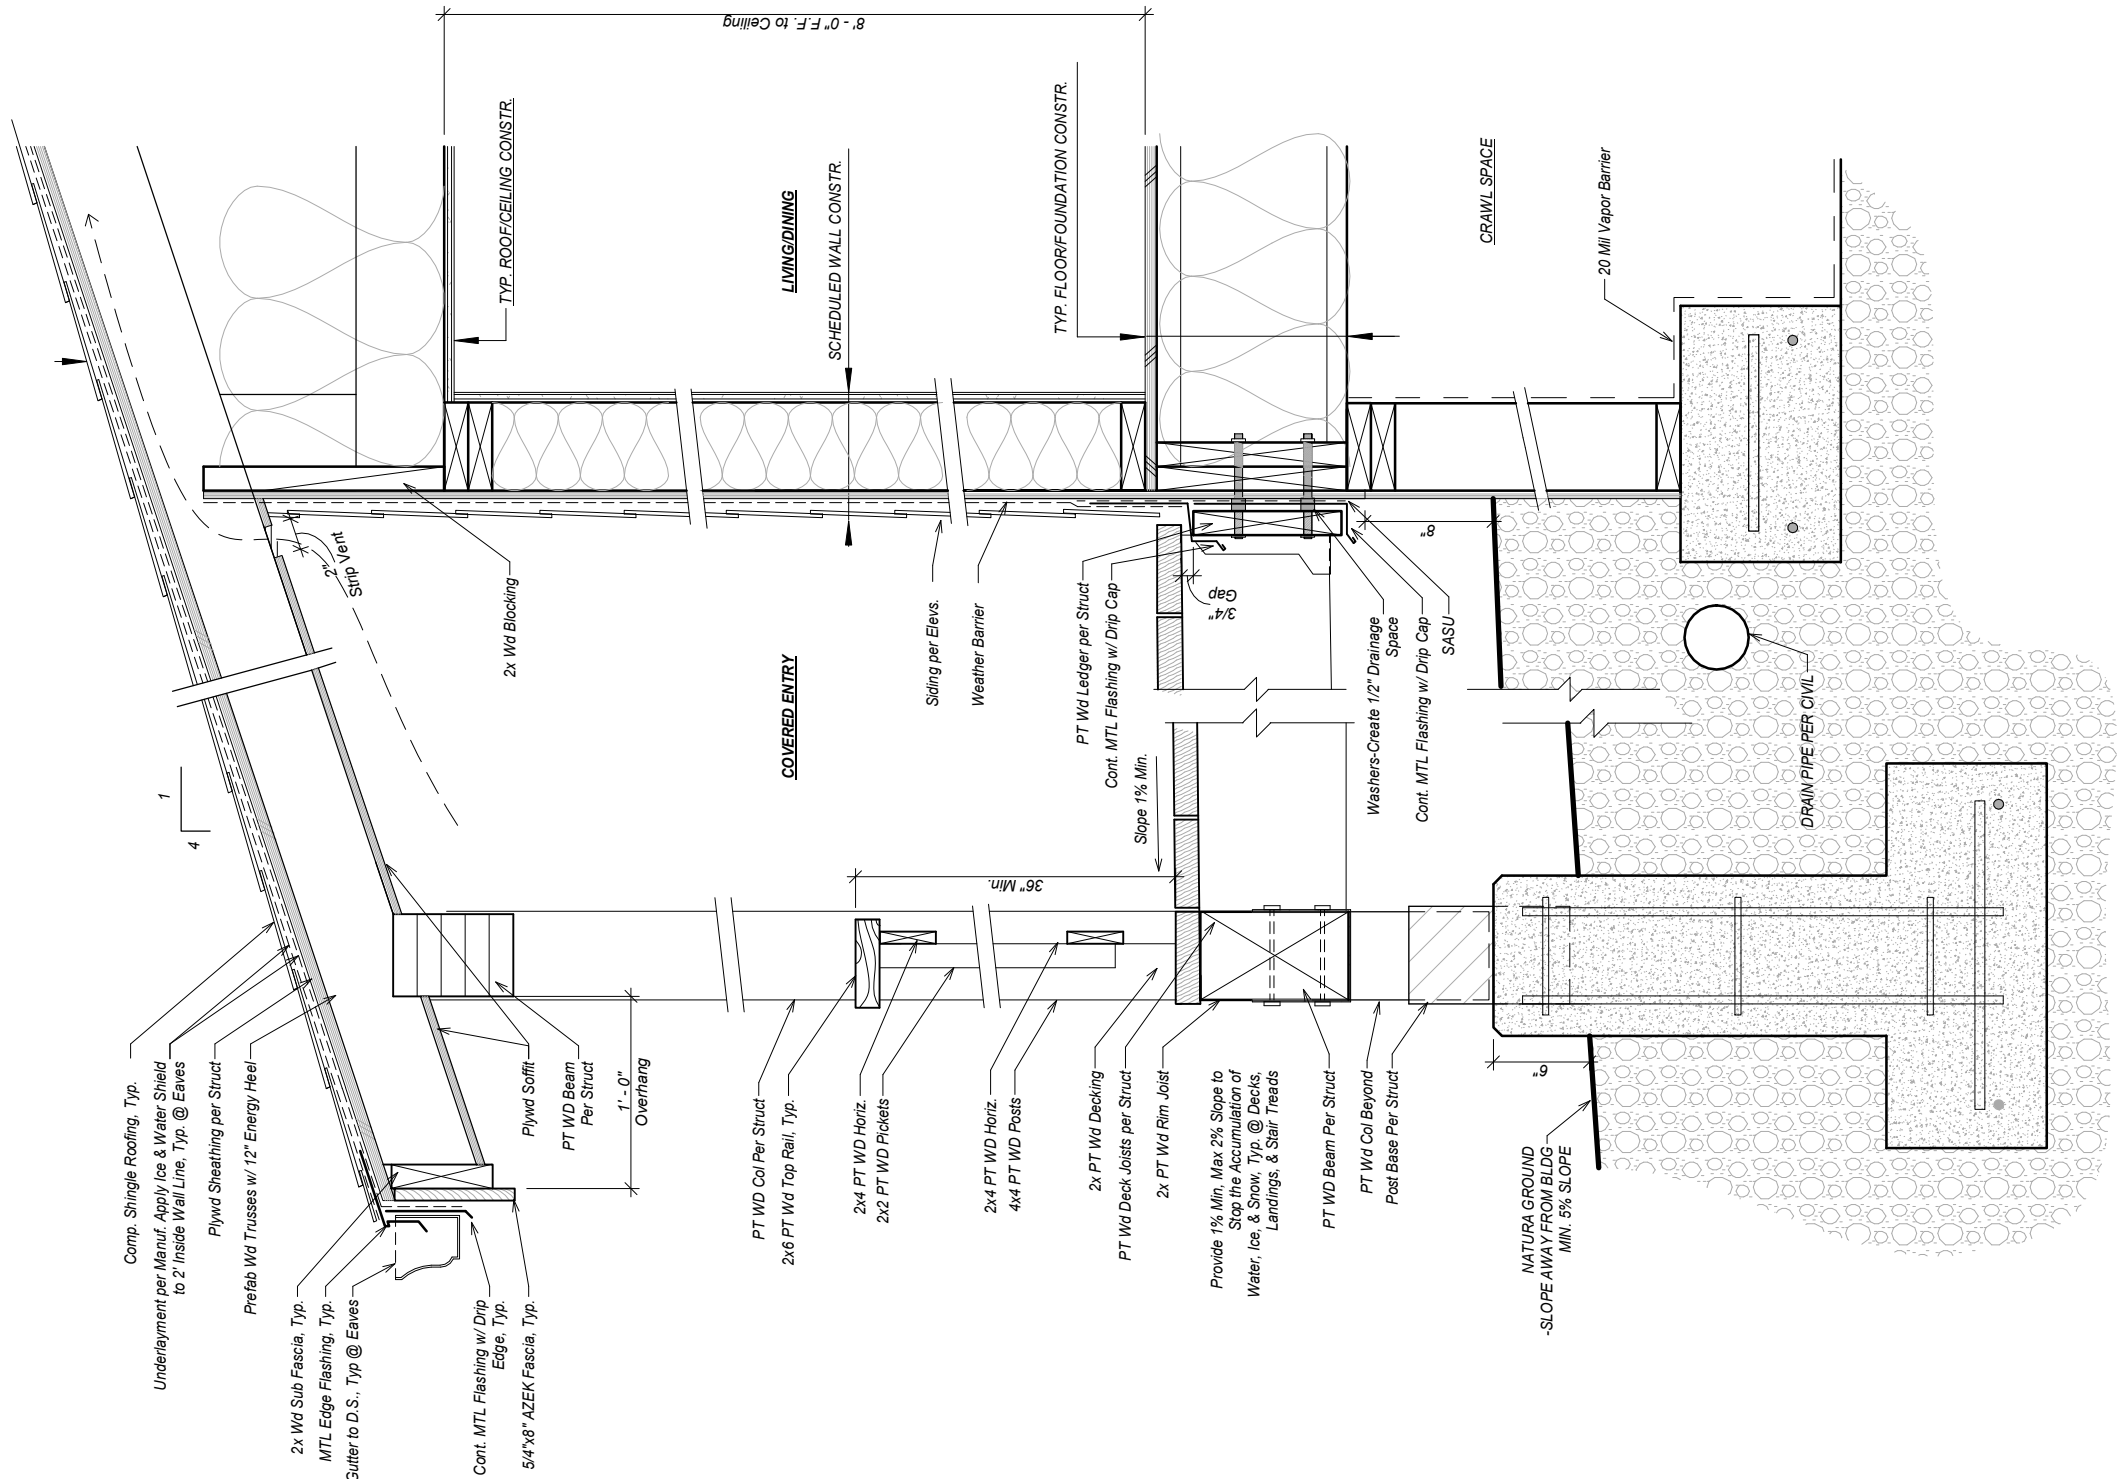 Comp. Shingle Roofing, Typ.
Underlayment per Manuf. Apply Ice & Water Shield
to 2' Inside Wall Line, Typ. @ Eaves
Plywd Sheathing per Struct
Prefab Wd Trusses w/ 12" Energy Heel
2x Wd Sub Fascia, Typ.
MTL Edge Flashing, Typ.
Gutter to D.S., Typ @ Eaves
Cont. MTL Flashing w/ Drip
Edge, Typ.
5/4"x8" AZEK Fascia, Typ.
Plywd Soffit
PT WD Beam
Per Struct
1' - 0"
Overhang
PT WD Col Per Struct
2x6 PT Wd Top Rail, Typ.
2x4 PT WD Horiz.
2x2 PT WD Pickets
2x4 PT WD Horiz.
4x4 PT WD Posts
2x PT Wd Decking
PT Wd Deck Joists per Struct
2x PT Wd Rim Joist
Provide 1% Min, Max 2% Slope to
Stop the Accumulation of
Water, Ice, & Snow, Typ. @ Decks,
Landings, & Stair Treads
PT WD Beam Per Struct
PT Wd Col Beyond
Post Base Per Struct
NATURA GROUND
-SLOPE AWAY FROM BLDG
MIN. 5% SLOPE
6"
4
1
36" Min.
Slope 1% Min.
COVERED ENTRY
2"
Strip Vent
2x Wd Blocking
Siding per Elevs.
Weather Barrier
PT Wd Ledger per Struct
Cont. MTL Flashing w/ Drip Cap
3/4"
Gap
Washers-Create 1/2" Drainage
Space
Cont. MTL Flashing w/ Drip Cap
SASU
8"
DRAIN PIPE PER CIVIL
TYP. ROOF/CEILING CONSTR.
LIVING/DINING
SCHEDULED WALL CONSTR.
TYP. FLOOR/FOUNDATION CONSTR.
CRAWL SPACE
20 Mil Vapor Barrier
8' - 0" F.F. to Ceiling